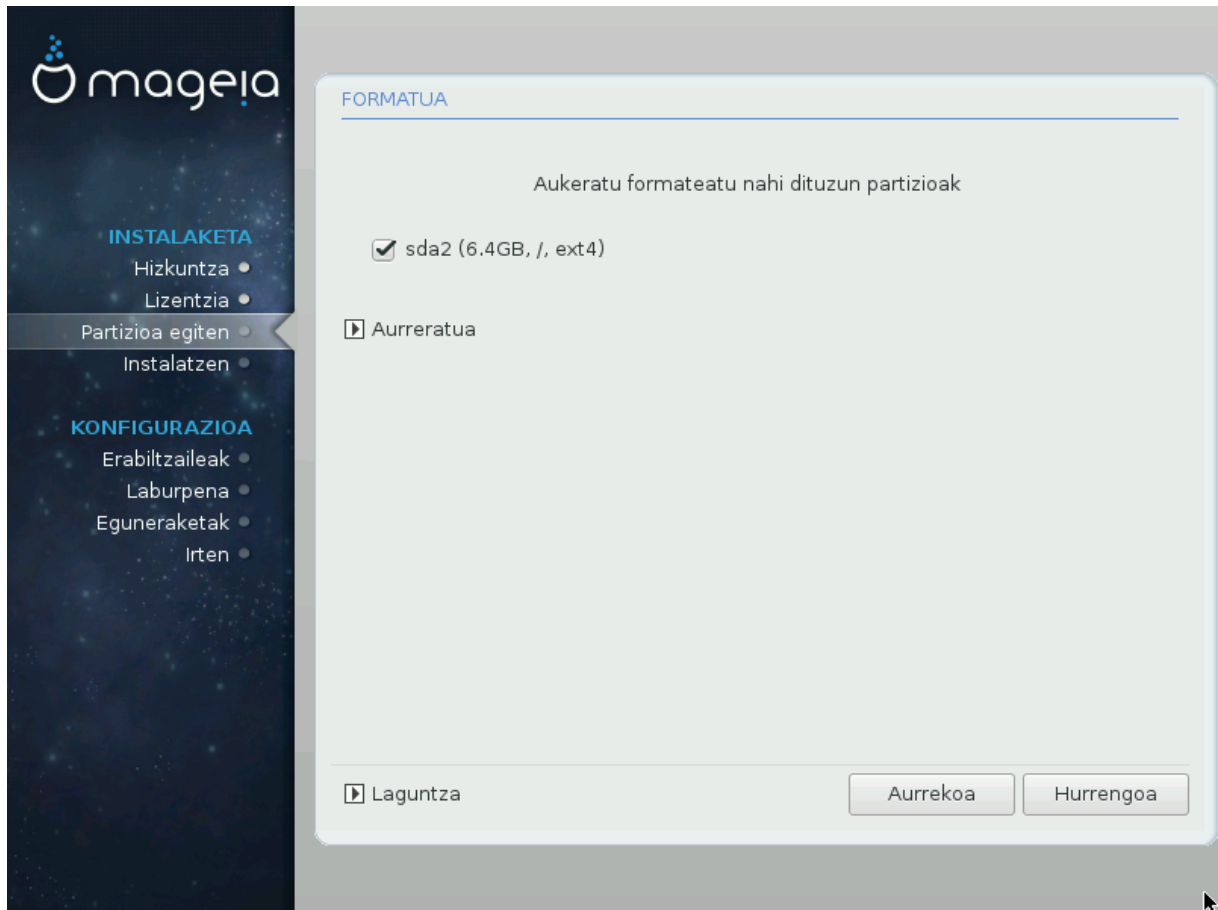 mageia
INSTALAKETA
Hizkuntza
Lizentzia
Partizioa egiten
Instalatzen
KONFIGURAZIOA
Erabiltzaileak
Laburpena
Eguneraketak
Irten
FORMATUA
Aukeratu formateatu nahi dituzun partizioak
sda2 (6.4GB, /, ext4)
Aurreratua
Laguntza
Aurrekoa
Hurrengoa